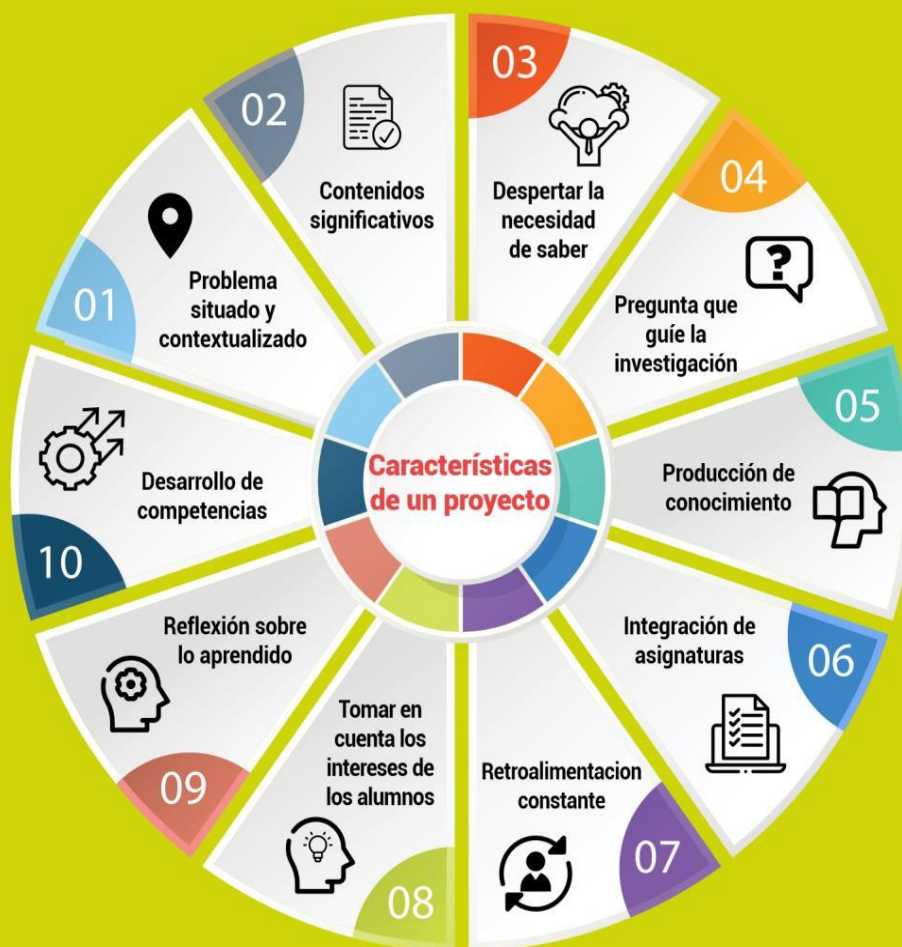 Características
de un proyecto
01
Problema
situado y
contextualizado
02
Contenidos
significativos
03
Despertar la
necesidad
de saber
04
?
Pregunta que
guíe la
investigación
05
Producción de
conocimiento
06
Integración de
asignaturas
07
Retroalimentacion
constante
08
Tomar en
cuenta los
intereses de
los alumnos
09
Reflexión sobre
lo aprendido
10
Desarrollo de
competencias